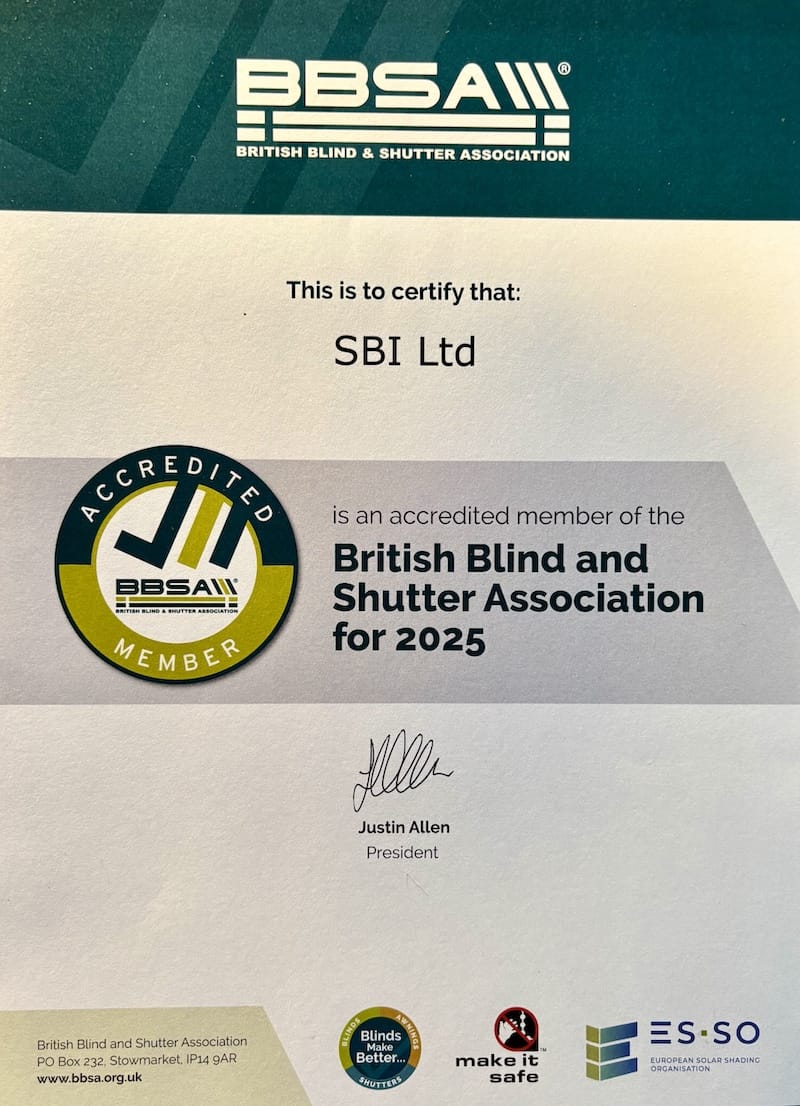 BBSA®
BRITISH BLIND & SHUTTER ASSOCIATION
This is to certify that:
SBI Ltd
ACCREDITED
BBSA®
BRITISH BLIND & SHUTTER ASSOCIATION
MEMBER
is an accredited member of the
British Blind and
Shutter Association
for 2025
Justin Allen
President
British Blind and Shutter Association
PO Box 232, Stowmarket, IP14 9AR
www.bbsa.org.uk
BLINDS
AWNINGS
Blinds
Make
Better...
SHUTTERS
make it
safe
ES·SO
EUROPEAN SOLAR SHADING
ORGANISATION